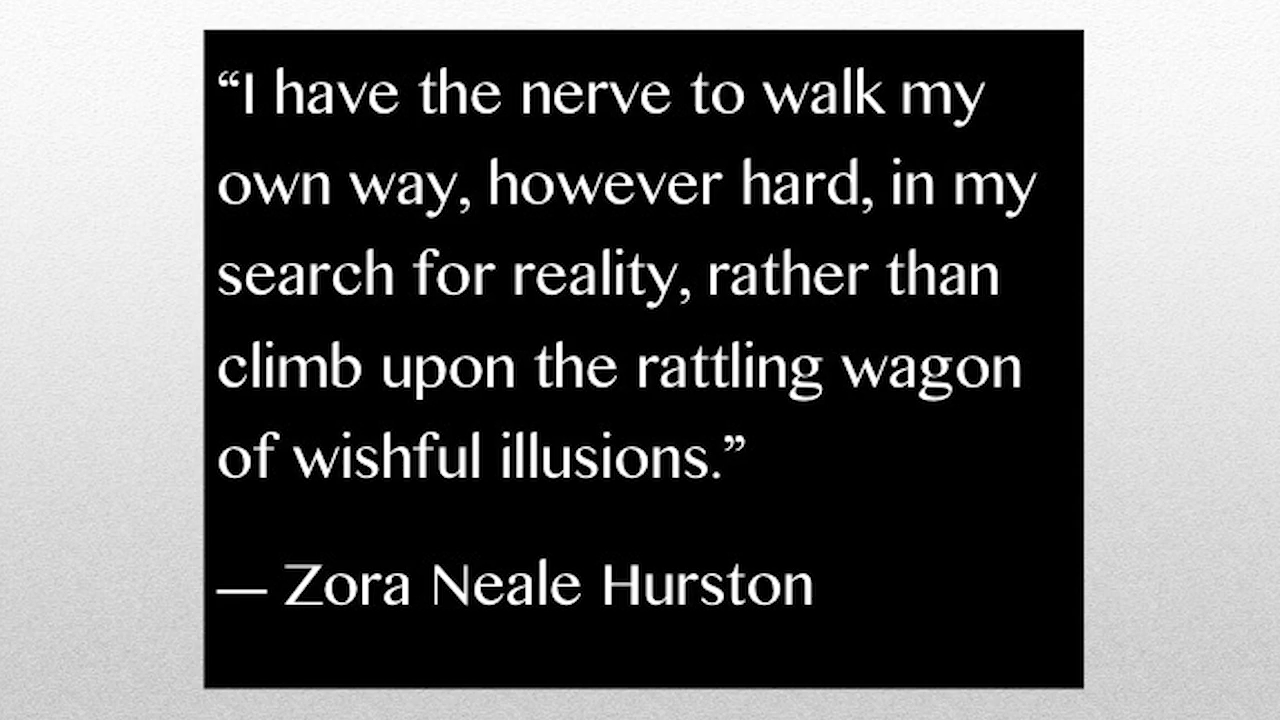 “I have the nerve to walk my
own way, however hard, in my
search for reality, rather than
climb upon the rattling wagon
of wishful illusions.”
— Zora Neale Hurston